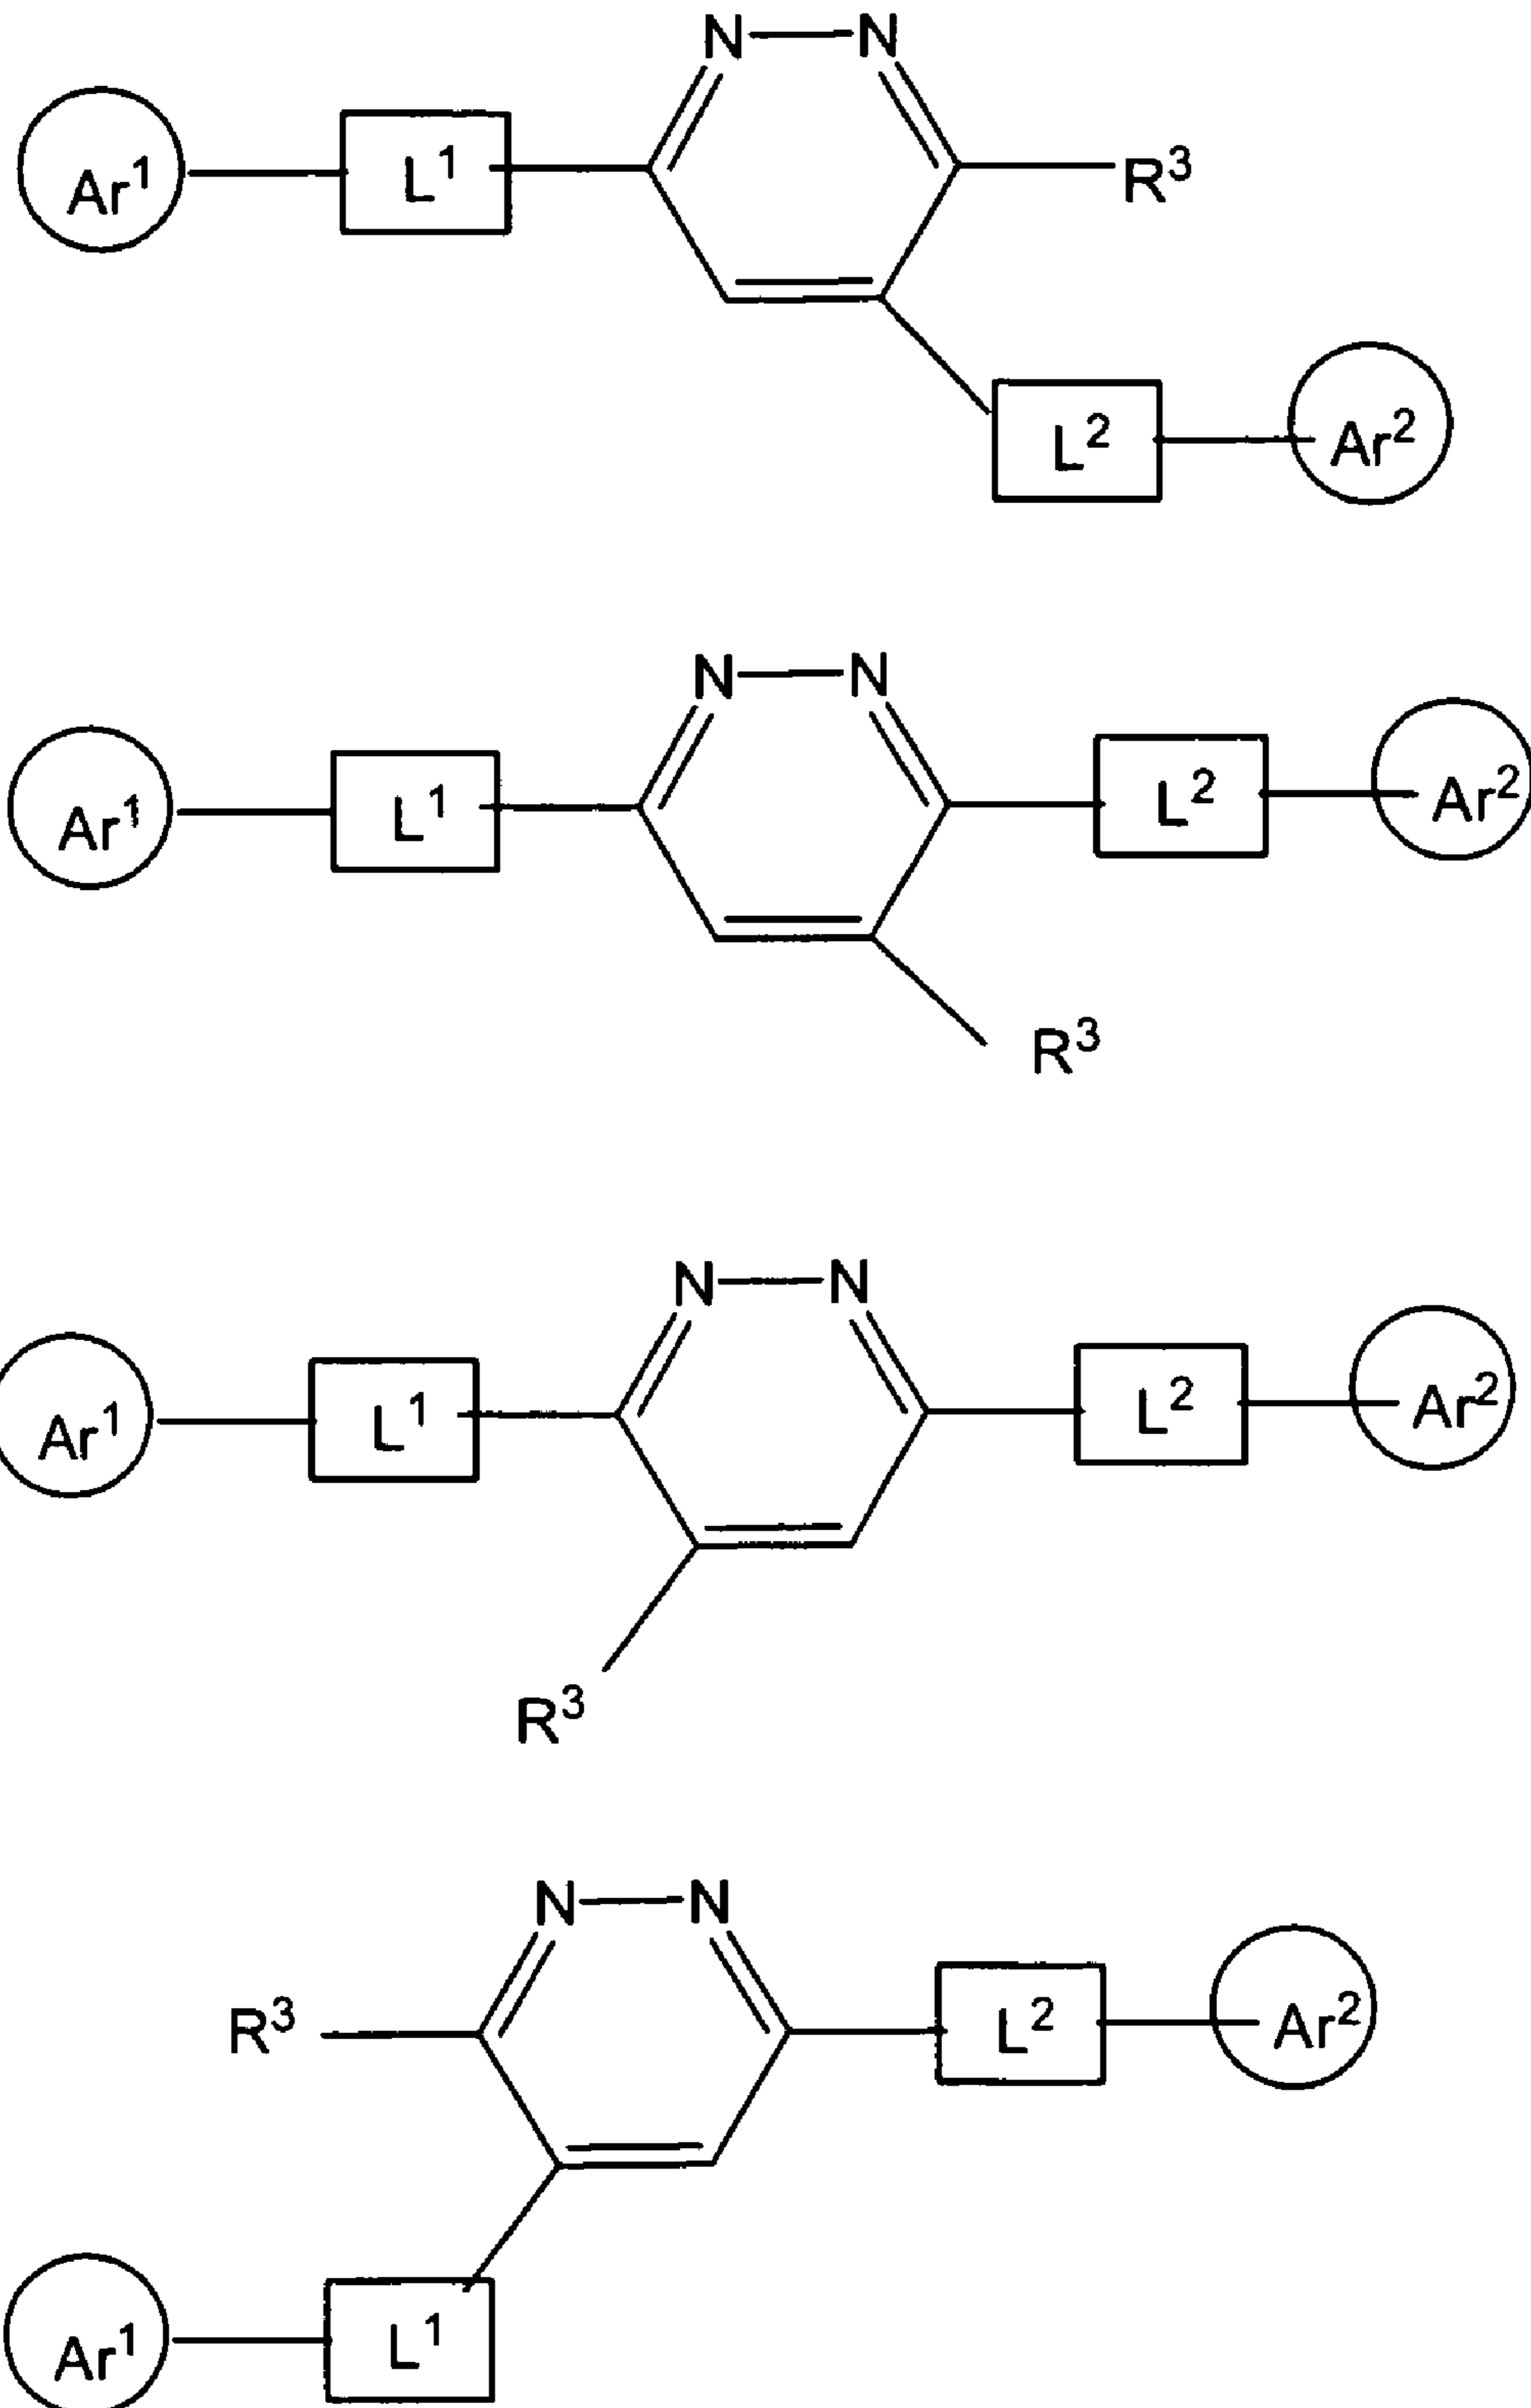 N N
Ar¹ L¹ R³
L² Ar²
N N
Ar¹ L¹ L² Ar²
R³
N N
Ar¹ L¹ L² Ar²
R³
N N
R³ L² Ar²
Ar¹ L¹